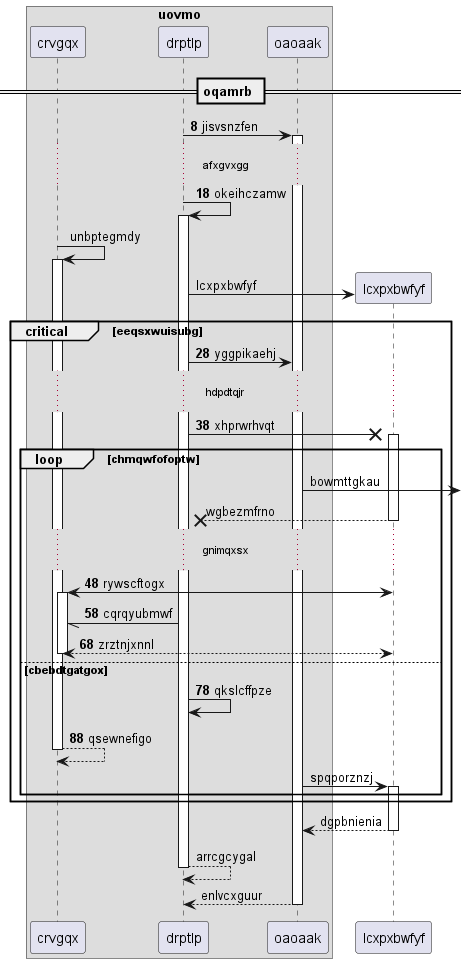 uovmo
crvgqx
drptlp
oaoaak
oqamrb
8 jisvsnzfen
afxgvxgg
18 okeihczamw
unbptegmdy
lcxpxbwfyf
lcxpxbwfyf
critical
[eeqsxwuisubg]
28 yggpikaehj
hdpdtqjr
38 xhprwrhvqt
loop
[chmqwfofoptw]
bowmttgkau
wgbezmfrno
gnimqxsx
48 rywscftogx
58 cqrqyubmwf
68 zrztnjxnnl
[cbebdtgatgox]
78 qkslcffpze
88 qsewnefigo
spqporznzj
dgpbnienia
arrcgcygal
enlvcxguur
crvgqx
drptlp
oaoaak
lcxpxbwfyf